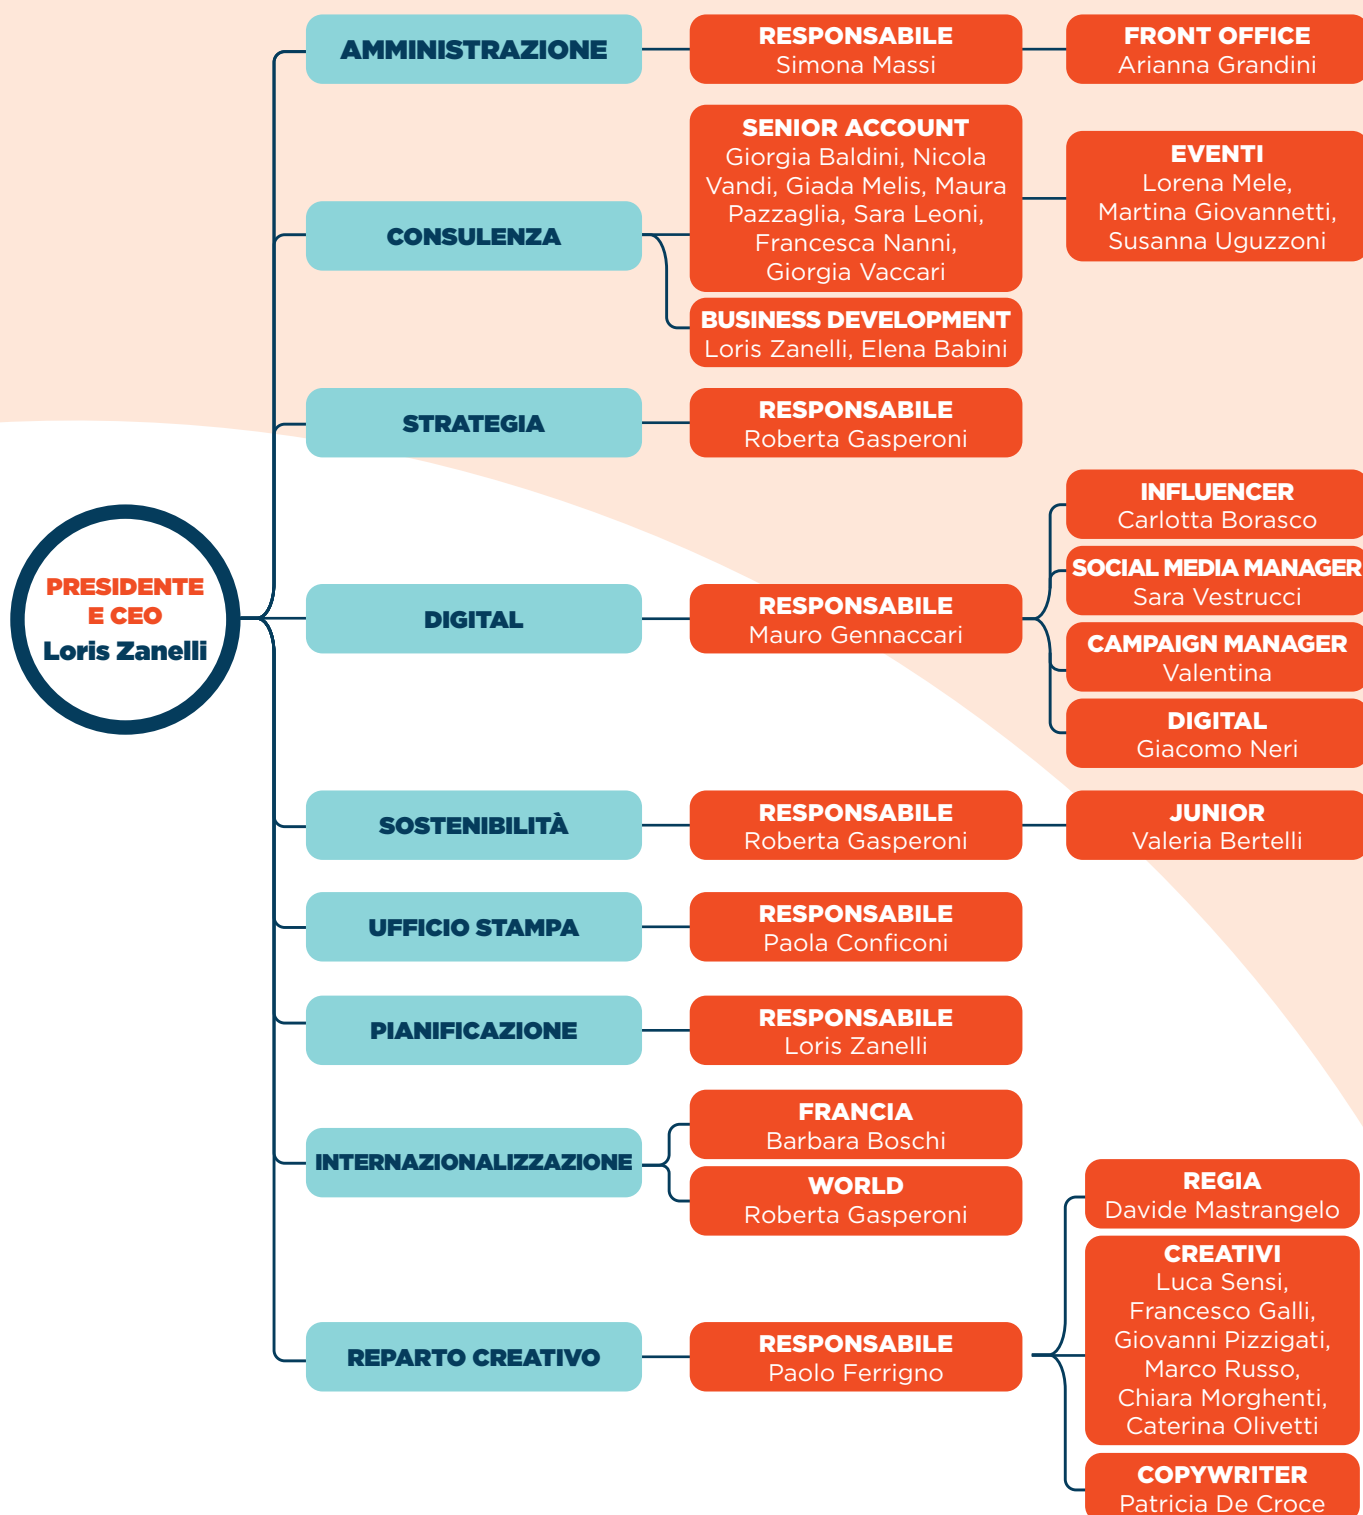 PRESIDENTE
E CEO
Loris Zanelli
AMMINISTRAZIONE
RESPONSABILE
Simona Massi
FRONT OFFICE
Arianna Grandini
CONSULENZA
SENIOR ACCOUNT
Giorgia Baldini, Nicola
Vandi, Giada Melis, Maura
Pazzaglia, Sara Leoni,
Francesca Nanni,
Giorgia Vaccari
EVENTI
Lorena Mele,
Martina Giovannetti,
Susanna Uguzzoni
BUSINESS DEVELOPMENT
Loris Zanelli, Elena Babini
STRATEGIA
RESPONSABILE
Roberta Gasperoni
DIGITAL
RESPONSABILE
Mauro Gennaccari
INFLUENCER
Carlotta Borasco
SOCIAL MEDIA MANAGER
Sara Vestrucci
CAMPAIGN MANAGER
Valentina
DIGITAL
Giacomo Neri
SOSTENIBILITÀ
RESPONSABILE
Roberta Gasperoni
JUNIOR
Valeria Bertelli
UFFICIO STAMPA
RESPONSABILE
Paola Conficoni
PIANIFICAZIONE
RESPONSABILE
Loris Zanelli
INTERNAZIONALIZZAZIONE
FRANCIA
Barbara Boschi
WORLD
Roberta Gasperoni
REPARTO CREATIVO
RESPONSABILE
Paolo Ferrigno
REGIA
Davide Mastrangelo
CREATIVI
Luca Sensi,
Francesco Galli,
Giovanni Pizzigati,
Marco Russo,
Chiara Morghenti,
Caterina Olivetti
COPYWRITER
Patricia De Croce